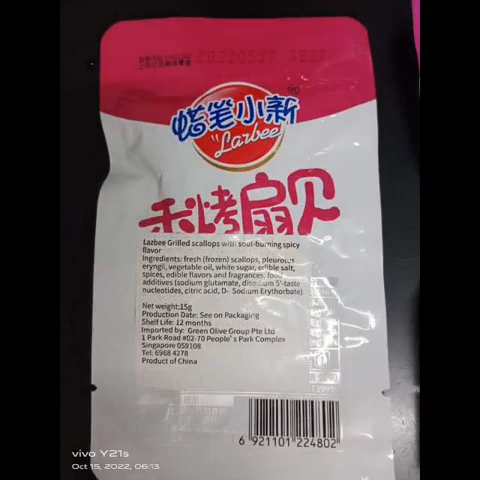 20220527
蜡笔小新
®
Larbee
香烤扇贝
Lazbee Grilled scallops with soul-burning spicy
flavor
Ingredients: fresh (frozen) scallops, pleurotus
eryngii, vegetable oil, white sugar, edible salt,
spices, edible flavors and fragrances, food
additives (sodium glutamate, disodium 5'-taste
nucleotides, citric acid, D- Sodium Erythorbate)
Net weight:15g
Production Date: See on Packaging
Shelf Life: 12 months
Imported by: Green Olive Group Pte Ltd
1 Park Road #02-70 People's Park Complex
Singapore 059108
Tel: 6968 4278
Product of China
6 921101 224802
vivo Y21s
Oct 15, 2022, 06:13